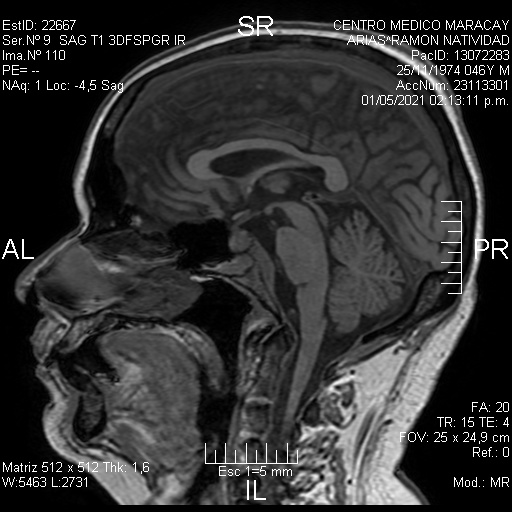 EstID: 22667
Ser.Nº 9 SAG T1 3DFSPGR IR
Ima.Nº 110
PE= --
NAq: 1 Loc: -4,5 Sag
SR
CENTRO MEDICO MARACAY
ARIAS^RAMON NATIVIDAD
PacID: 13072283
25/11/1974 046Y M
AccNum: 23113301
01/05/2021 02:13:11 p.m.
AL
PR
FA: 20
TR: 15 TE: 4
FOV: 25 x 24,9 cm
Ref.: 0
Mod.: MR
Matriz 512 x 512 Thk: 1,6
W:5463 L:2731
Esc 1=5 mm
IL